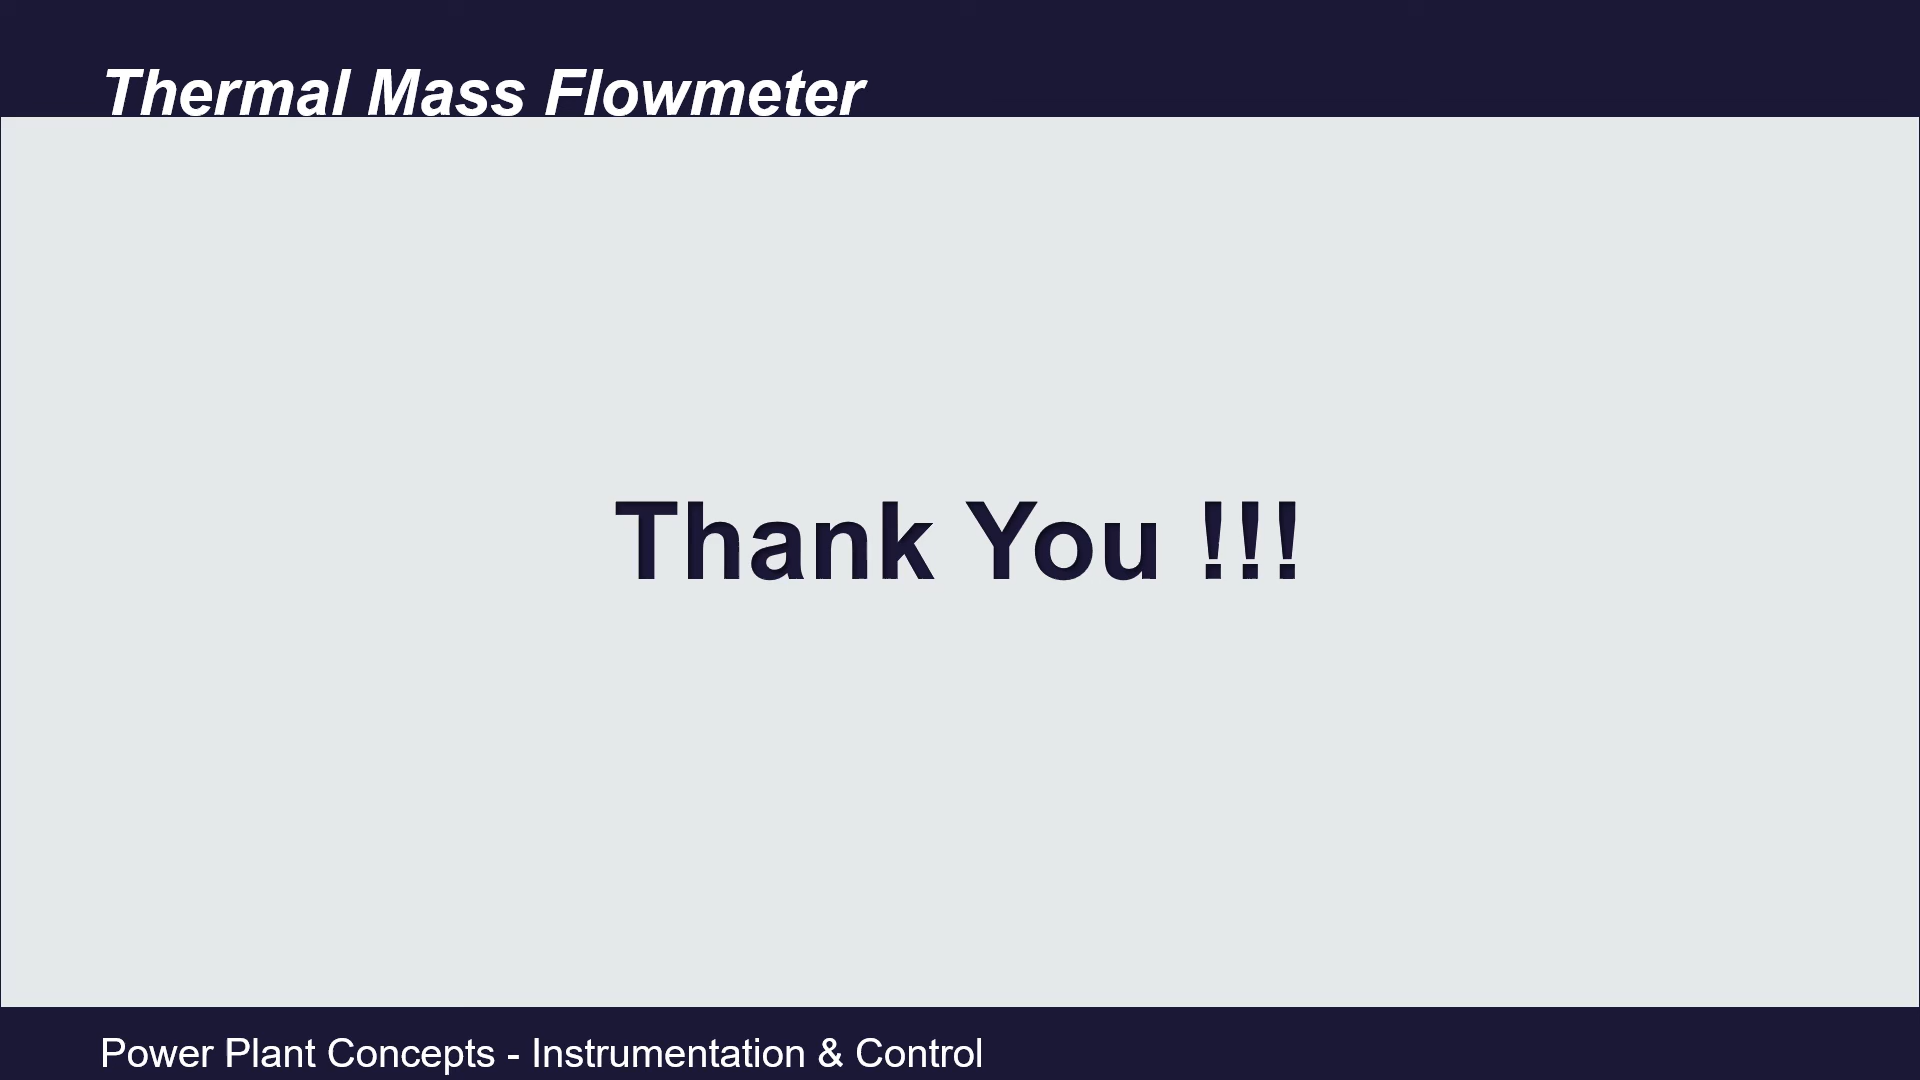 Thermal Mass Flowmeter
Thank You !!!
Power Plant Concepts - Instrumentation & Control